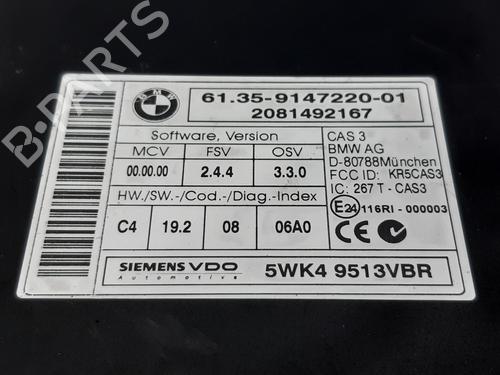 B-Parts
BMW
61.35-9147220-01
2081492167
Software, Version
MCV FSV OSV
00.00.00 2.4.4 3.3.0
HW./SW.-/Cod.-/Diag.-Index
C4 19.2 08 06A0
CAS 3
BMW AG
D-80788München
FCC ID: KR5CAS3
IC: 267 T - CAS3
E24 116RI - 000003
CE
SIEMENS VDO
Automotive
5WK4 9513VBR